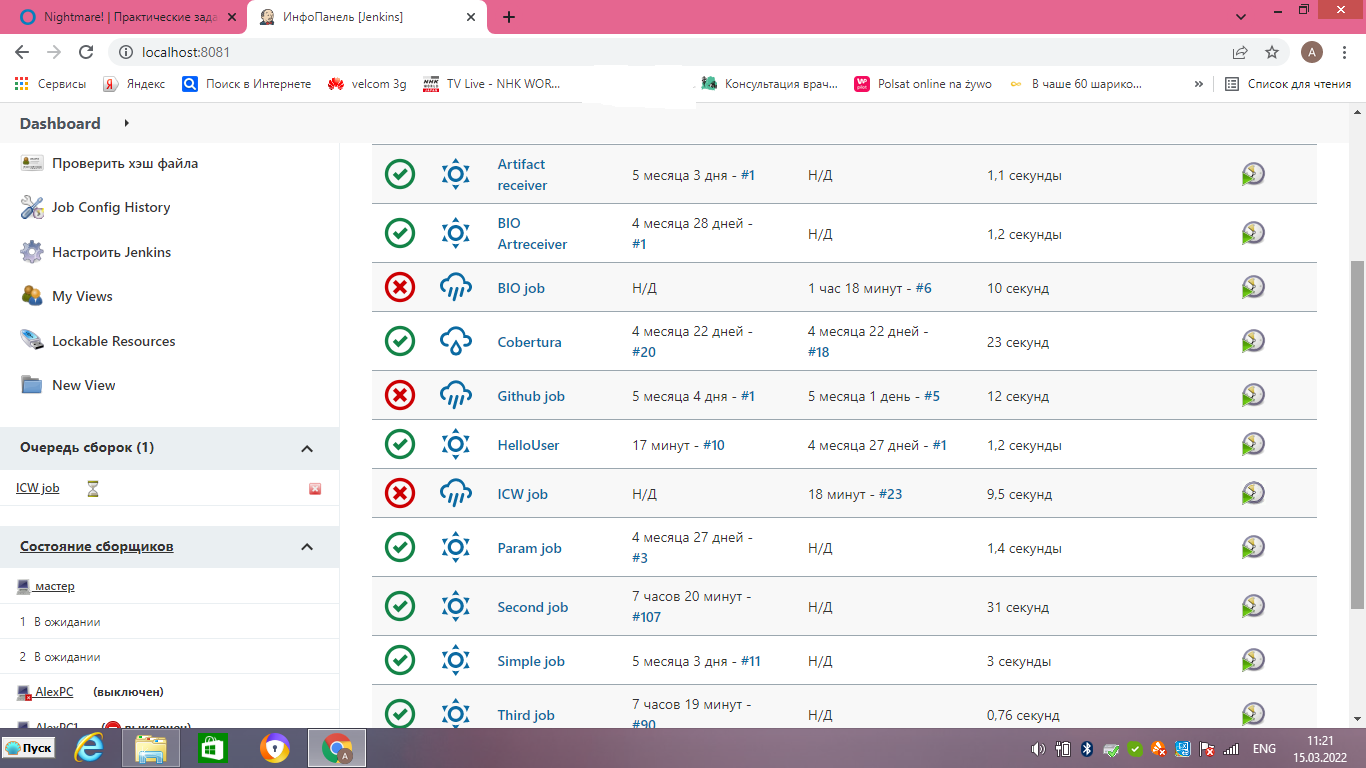 Nightmare! | Практические зада
ИнфоПанель [Jenkins]
localhost:8081
A
Сервисы
Яндекс
Поиск в Интернете
velcom 3g
TV Live - NHK WOR...
Консультация врач...
Polsat online na żywo
В чаше 60 шарико...
»
Список для чтения
Dashboard
Проверить хэш файла
Job Config History
Настроить Jenkins
My Views
Lockable Resources
New View
Очередь сборок (1)
ICW job
Состояние сборщиков
мастер
1 В ожидании
2 В ожидании
AlexPC (выключен)
AlexPC1 (выключен)
Artifact
receiver
5 месяца 3 дня - #1
Н/Д
1,1 секунды
BIO
Artreceiver
4 месяца 28 дней -
#1
Н/Д
1,2 секунды
BIO job
Н/Д
1 час 18 минут - #6
10 секунд
Cobertura
4 месяца 22 дней -
#20
4 месяца 22 дней -
#18
23 секунд
Github job
5 месяца 4 дня - #1
5 месяца 1 день - #5
12 секунд
HelloUser
17 минут - #10
4 месяца 27 дней - #1
1,2 секунды
ICW job
Н/Д
18 минут - #23
9,5 секунд
Param job
4 месяца 27 дней -
#3
Н/Д
1,4 секунды
Second job
7 часов 20 минут -
#107
Н/Д
31 секунд
Simple job
5 месяца 3 дня - #11
Н/Д
3 секунды
Third job
7 часов 19 минут -
#90
Н/Д
0,76 секунд
Пуск
A
ENG
11:21
15.03.2022